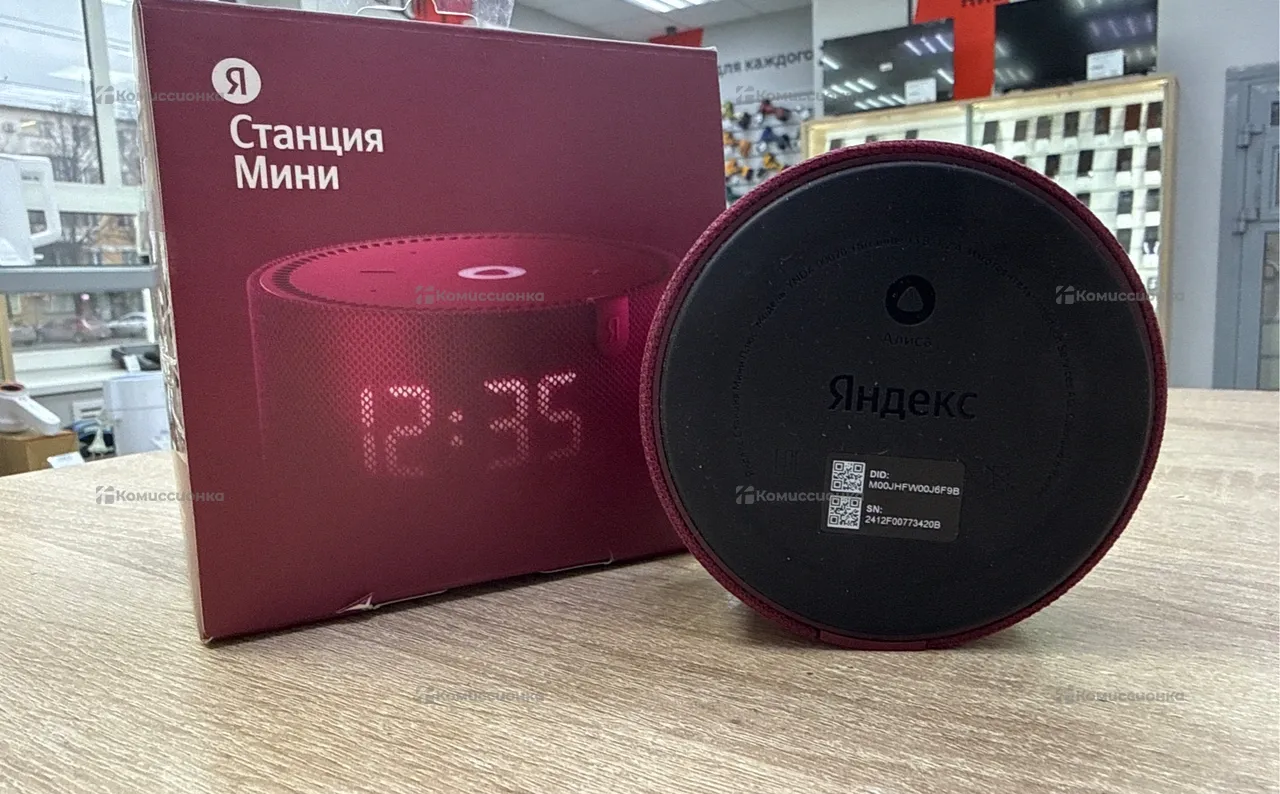 Я
Станция
Мини
12:35
для каждого
Алиса
Яндекс
DID:
M00JHFW00J6F9B
SN:
2412F00773420B
Комиссионка
Комиссионка
Комиссионка
Комиссионка
Комиссионка
Комиссионка
Комиссионка
Комиссионка